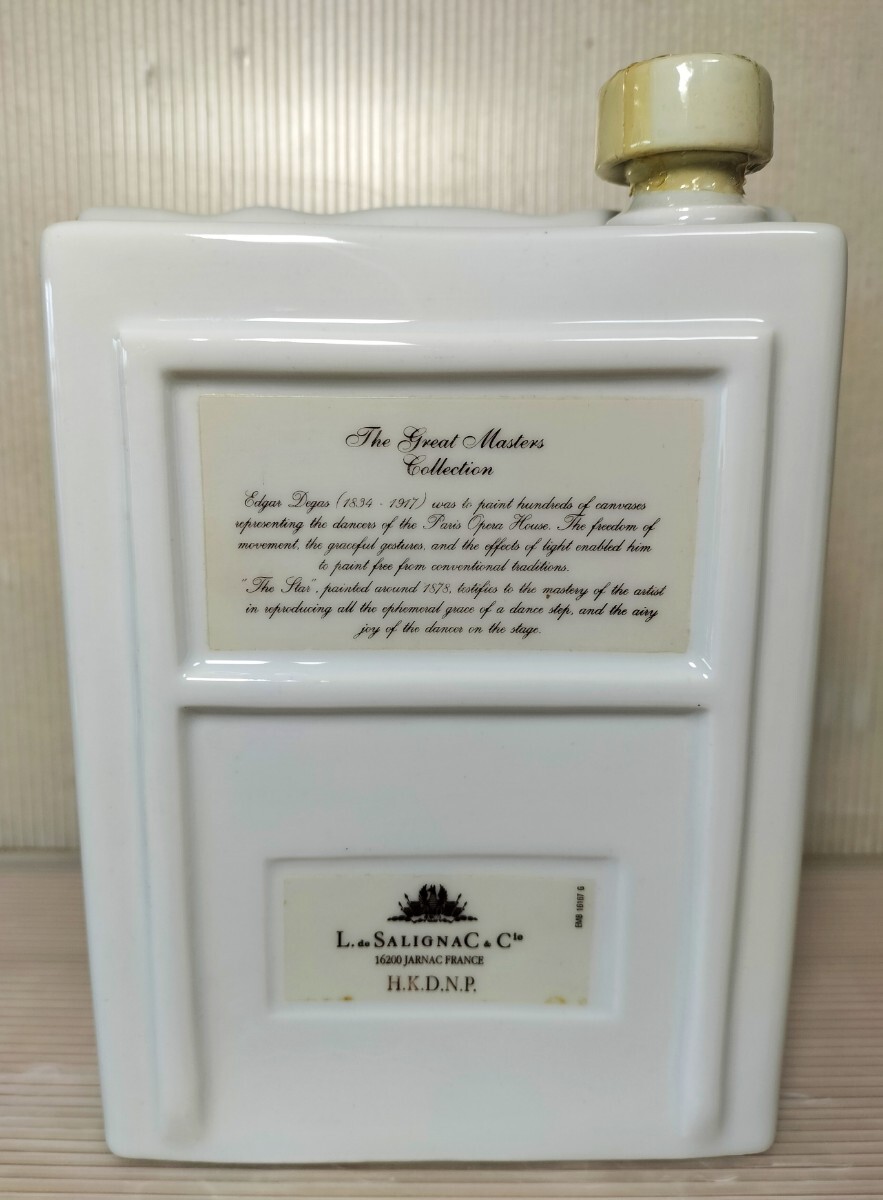 The Great Masters
Collection
Edgar Degas (1834 - 1917) was to paint hundreds of canvases
representing the dancers of the Paris Opera House. The freedom of
movement, the graceful gestures, and the effects of light enabled him
to paint free from conventional traditions.
"The Star", painted around 1878, testifies to the mastery of the artist
in reproducing all the ephemeral grace of a dance step, and the airy
joy of the dancer on the stage.
EMB 16167 G
L. de SALIGNAC & Cie
16200 JARNAC FRANCE
H.K.D.N.P.